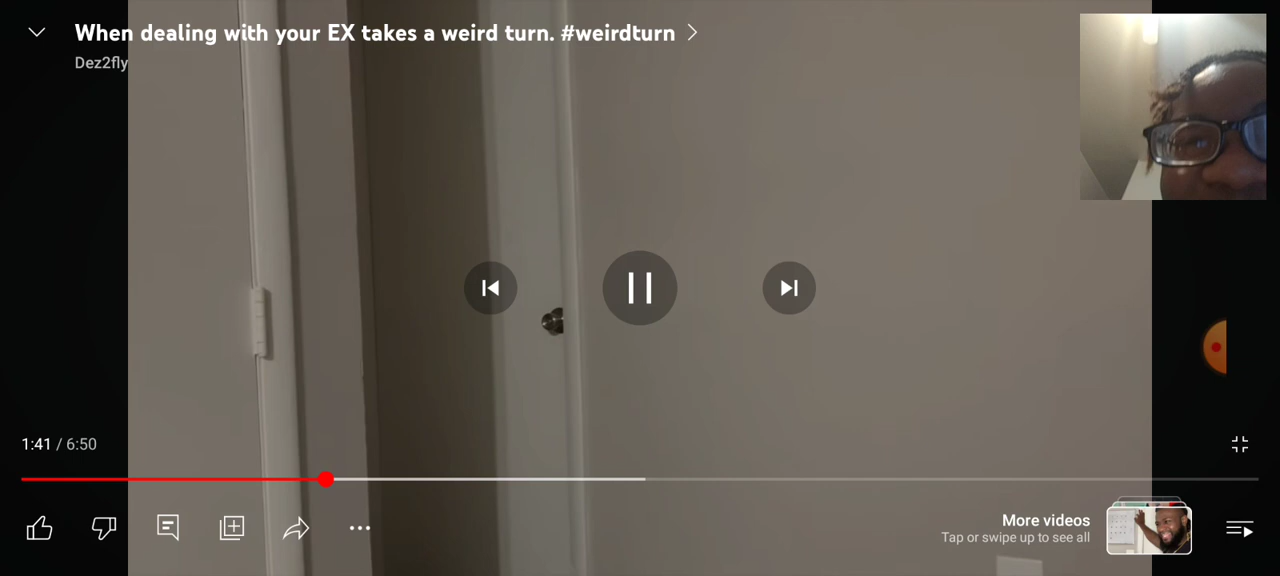 When dealing with your EX takes a weird turn. #weirdturn
Dez2fly
1:41 / 6:50
More videos
Tap or swipe up to see all